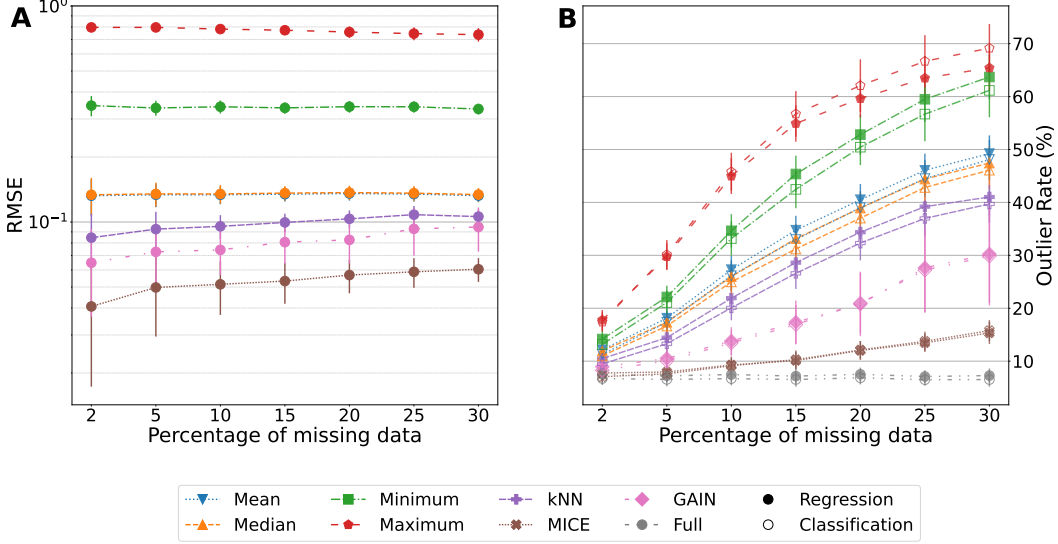 A
B
10⁰
10⁻¹
RMSE
2 5 10 15 20 25 30
Percentage of missing data
2 5 10 15 20 25 30
Percentage of missing data
70
60
50
40
30
20
10
Outlier Rate (%)
Mean Minimum kNN GAIN Regression
Median Maximum MICE Full Classification